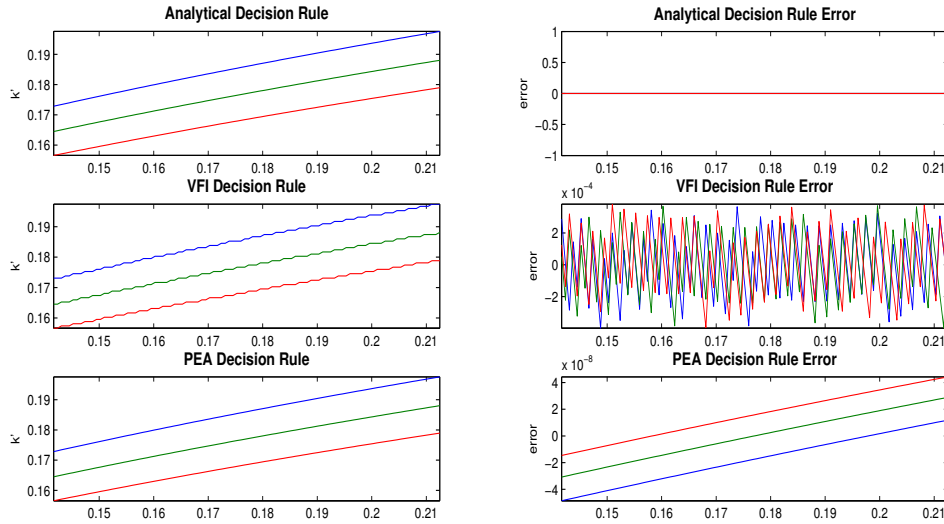 Analytical Decision Rule
0.19
0.18
0.17
0.16
k'
0.15 0.16 0.17 0.18 0.19 0.2 0.21
Analytical Decision Rule Error
1
0.5
0
−0.5
−1
error
0.15 0.16 0.17 0.18 0.19 0.2 0.21
VFI Decision Rule
0.19
0.18
0.17
0.16
k'
0.15 0.16 0.17 0.18 0.19 0.2 0.21
VFI Decision Rule Error
x 10⁻⁴
2
0
−2
error
0.15 0.16 0.17 0.18 0.19 0.2 0.21
PEA Decision Rule
0.19
0.18
0.17
0.16
k'
0.15 0.16 0.17 0.18 0.19 0.2 0.21
PEA Decision Rule Error
x 10⁻⁸
4
2
0
−2
−4
error
0.15 0.16 0.17 0.18 0.19 0.2 0.21